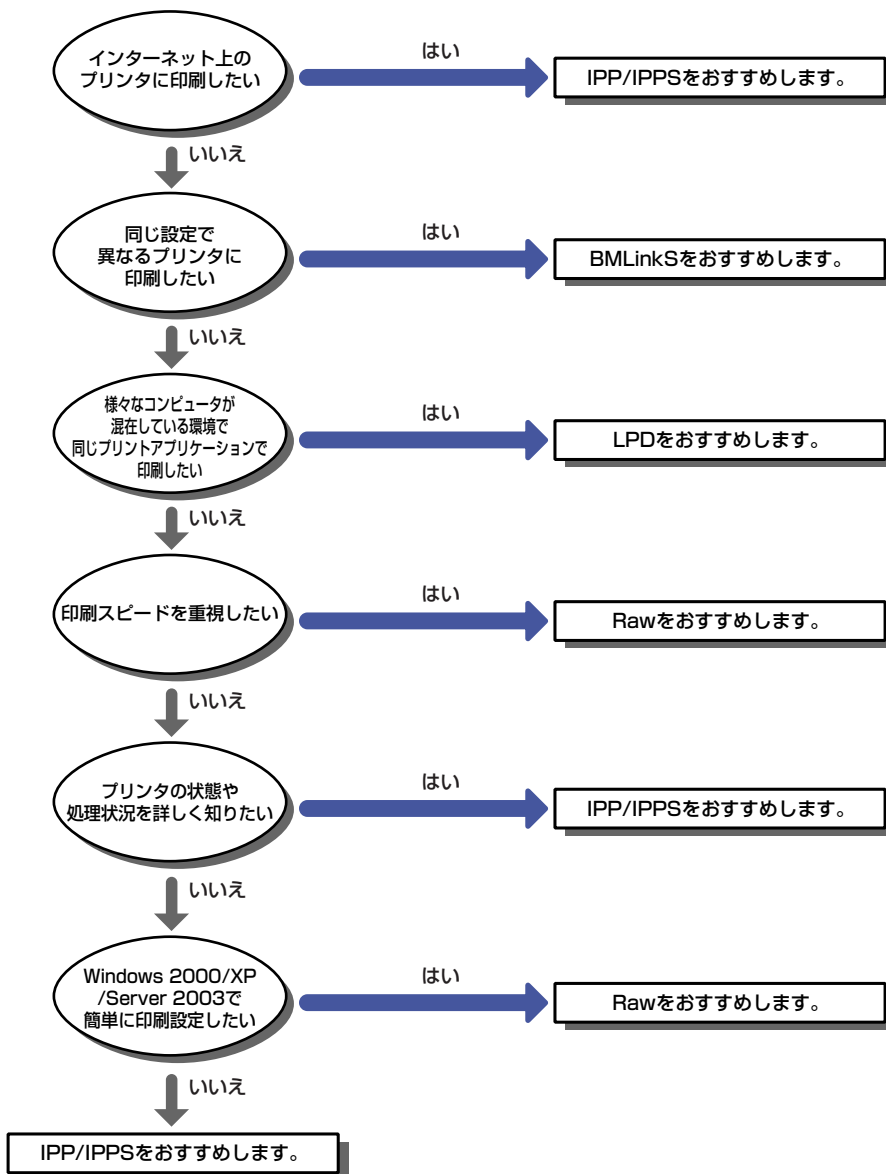 インターネット上の
プリンタに印刷したい
はい
IPP/IPPSをおすすめします。
いいえ
同じ設定で
異なるプリンタに
印刷したい
はい
BMLinkSをおすすめします。
いいえ
様々なコンピュータが
混在している環境で
同じプリントアプリケーションで
印刷したい
はい
LPDをおすすめします。
いいえ
印刷スピードを重視したい
はい
Rawをおすすめします。
いいえ
プリンタの状態や
処理状況を詳しく知りたい
はい
IPP/IPPSをおすすめします。
いいえ
Windows 2000/XP
/Server 2003で
簡単に印刷設定したい
はい
Rawをおすすめします。
いいえ
IPP/IPPSをおすすめします。